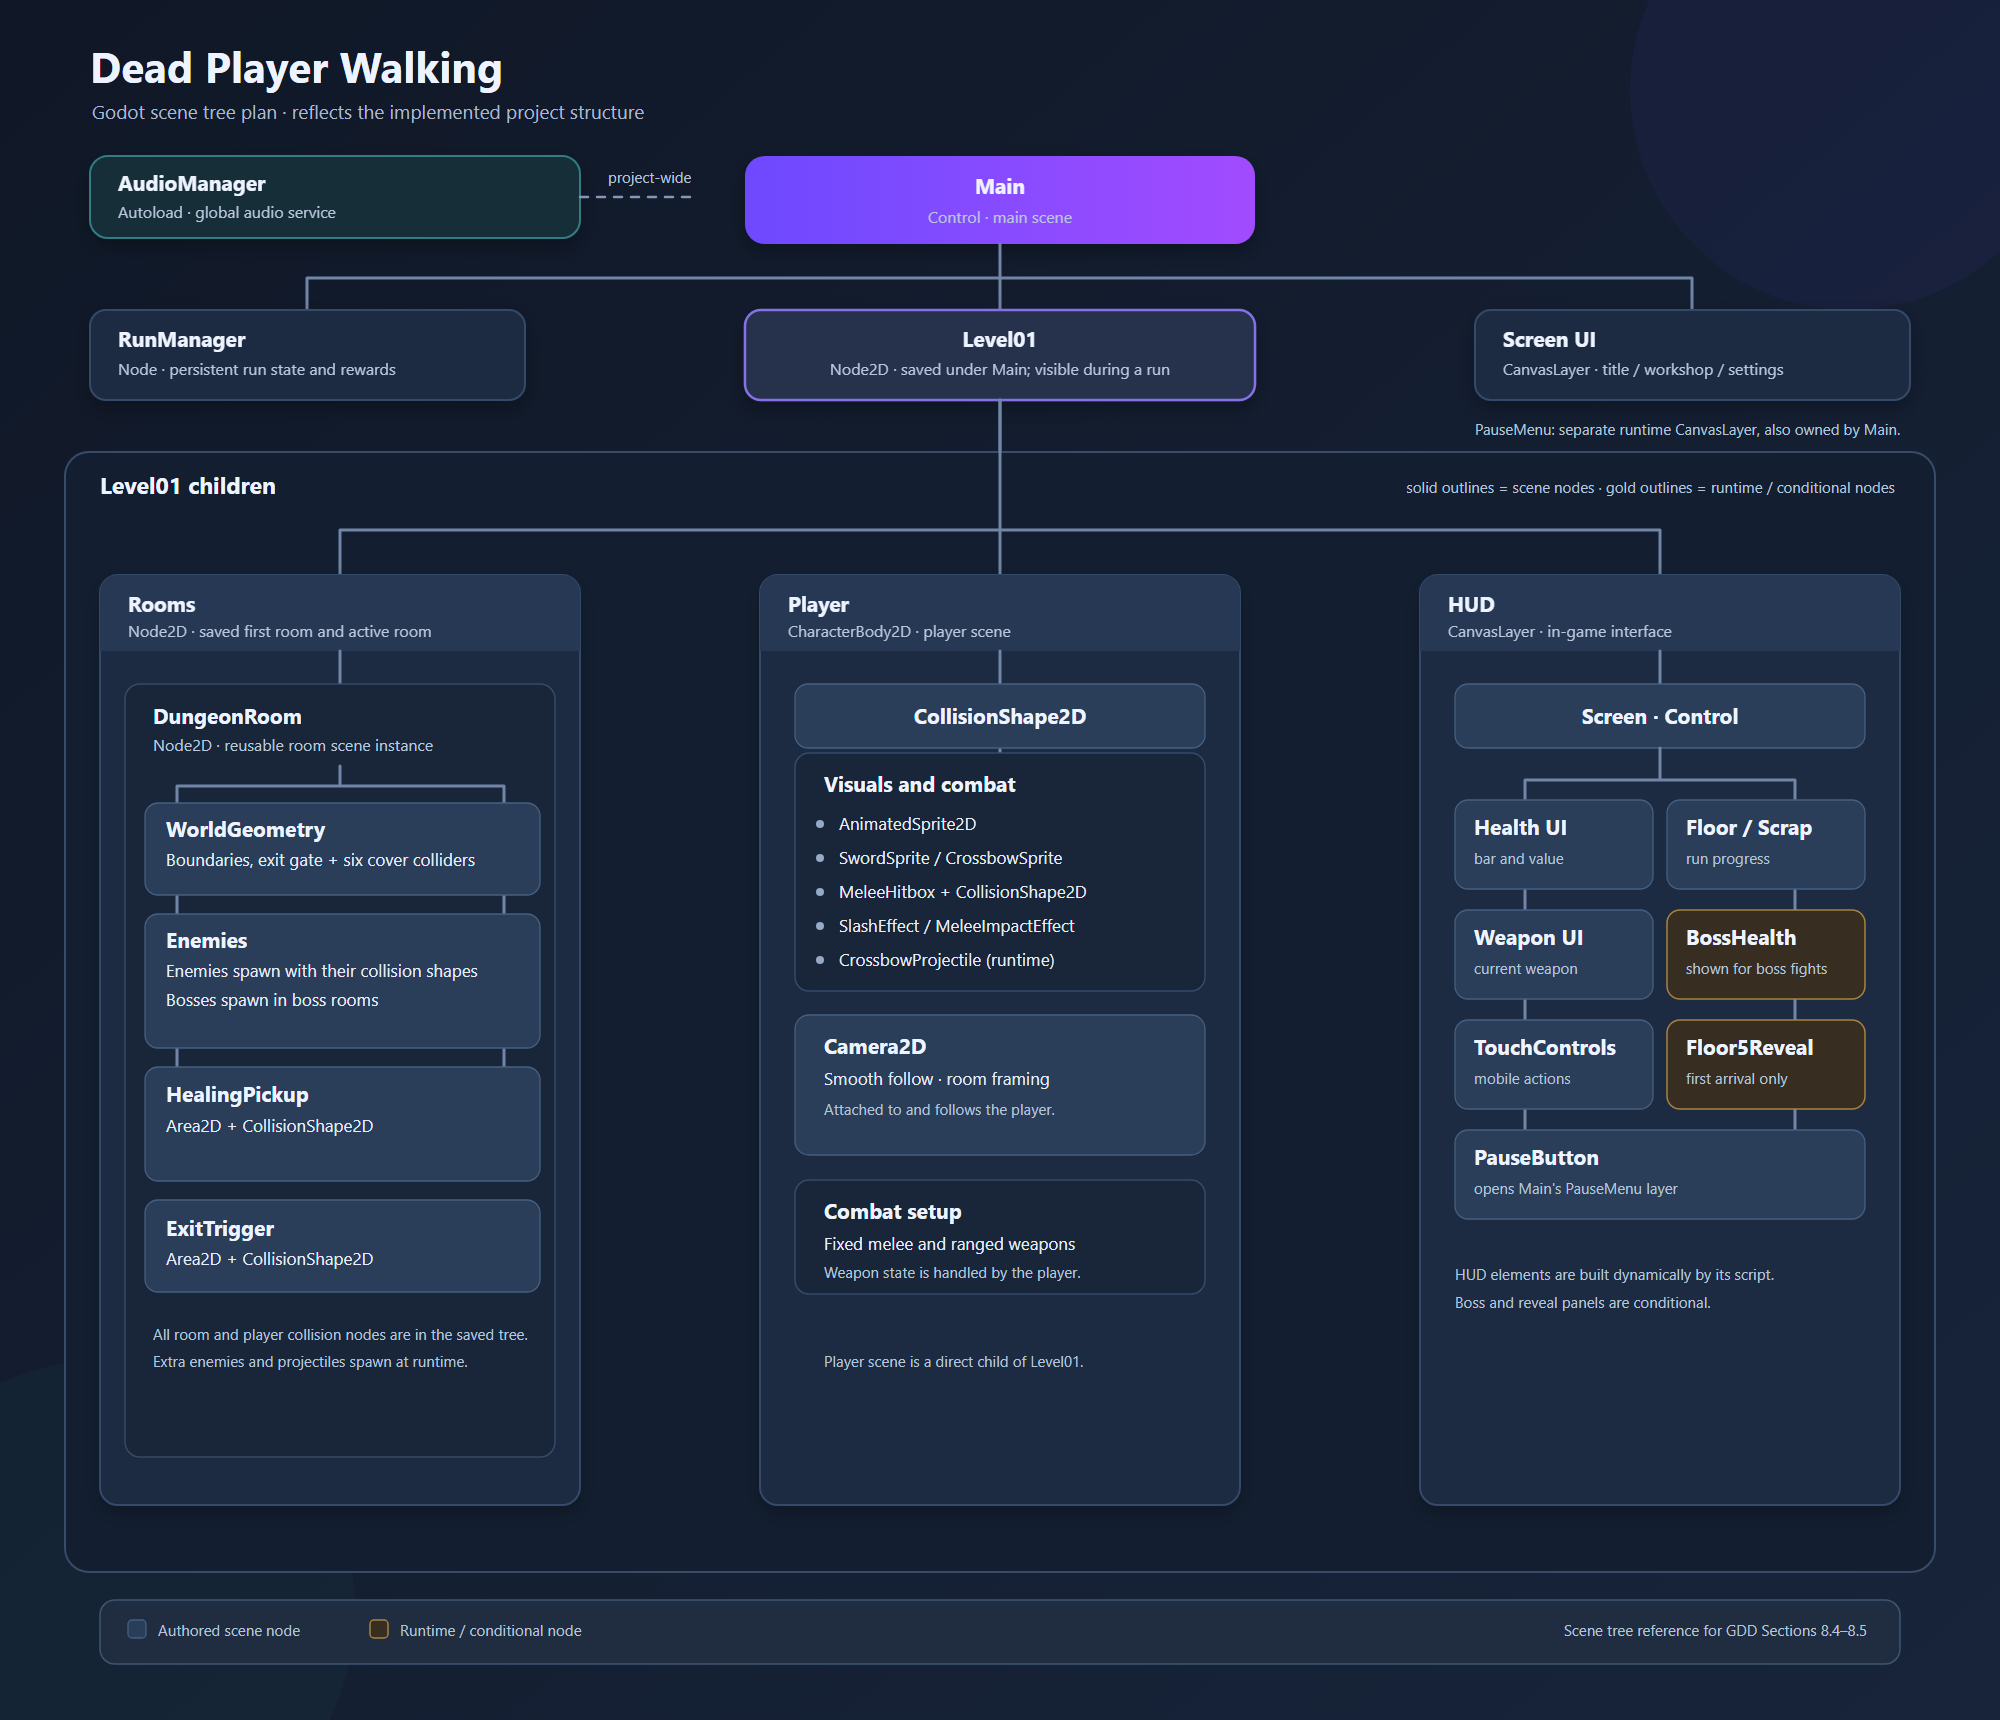 Dead Player Walking
Godot scene tree plan · reflects the implemented project structure
AudioManager
Autoload · global audio service
project-wide
Main
Control · main scene
RunManager
Node · persistent run state and rewards
Level01
Node2D · saved under Main; visible during a run
Screen UI
CanvasLayer · title / workshop / settings
PauseMenu: separate runtime CanvasLayer, also owned by Main.
Level01 children
solid outlines = scene nodes · gold outlines = runtime / conditional nodes
Rooms
Node2D · saved first room and active room
DungeonRoom
Node2D · reusable room scene instance
WorldGeometry
Boundaries, exit gate + six cover colliders
Enemies
Enemies spawn with their collision shapes
Bosses spawn in boss rooms
HealingPickup
Area2D + CollisionShape2D
ExitTrigger
Area2D + CollisionShape2D
All room and player collision nodes are in the saved tree.
Extra enemies and projectiles spawn at runtime.
Player
CharacterBody2D · player scene
CollisionShape2D
Visuals and combat
AnimatedSprite2D
SwordSprite / CrossbowSprite
MeleeHitbox + CollisionShape2D
SlashEffect / MeleeImpactEffect
CrossbowProjectile (runtime)
Camera2D
Smooth follow · room framing
Attached to and follows the player.
Combat setup
Fixed melee and ranged weapons
Weapon state is handled by the player.
Player scene is a direct child of Level01.
HUD
CanvasLayer · in-game interface
Screen · Control
Health UI
bar and value
Floor / Scrap
run progress
Weapon UI
current weapon
BossHealth
shown for boss fights
TouchControls
mobile actions
Floor5Reveal
first arrival only
PauseButton
opens Main's PauseMenu layer
HUD elements are built dynamically by its script.
Boss and reveal panels are conditional.
Authored scene node
Runtime / conditional node
Scene tree reference for GDD Sections 8.4–8.5